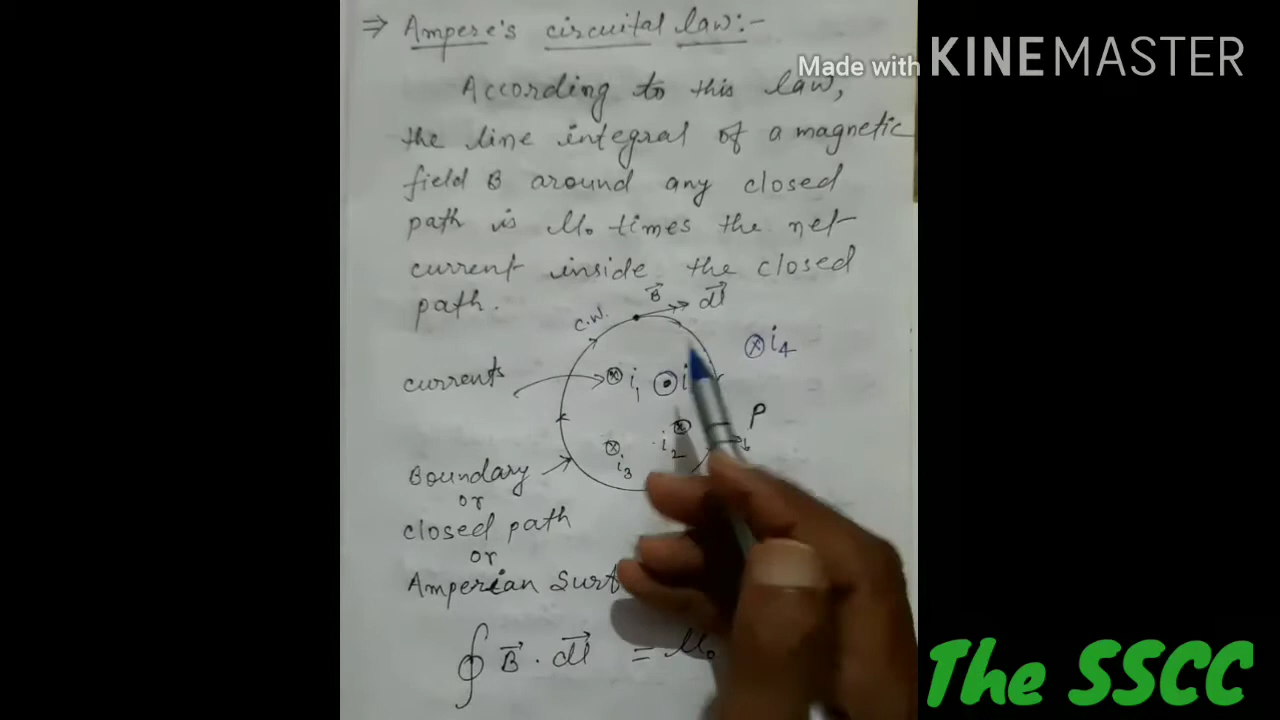 ⇒ Ampere's circuital law:-
Made with KINEMASTER
According to this law,
the line integral of a magnetic
field B around any closed
path is μ₀ times the net
current inside the closed
path.
B⃗ dl⃗
c.w.
⊗ i₄
currents
⊗ i₁ ⊙ i
P
⊗ i₂
⊗ i₃
Boundary
or
closed path
or
Amperian
∮ B⃗ · dl⃗ = μ₀
The SSCC